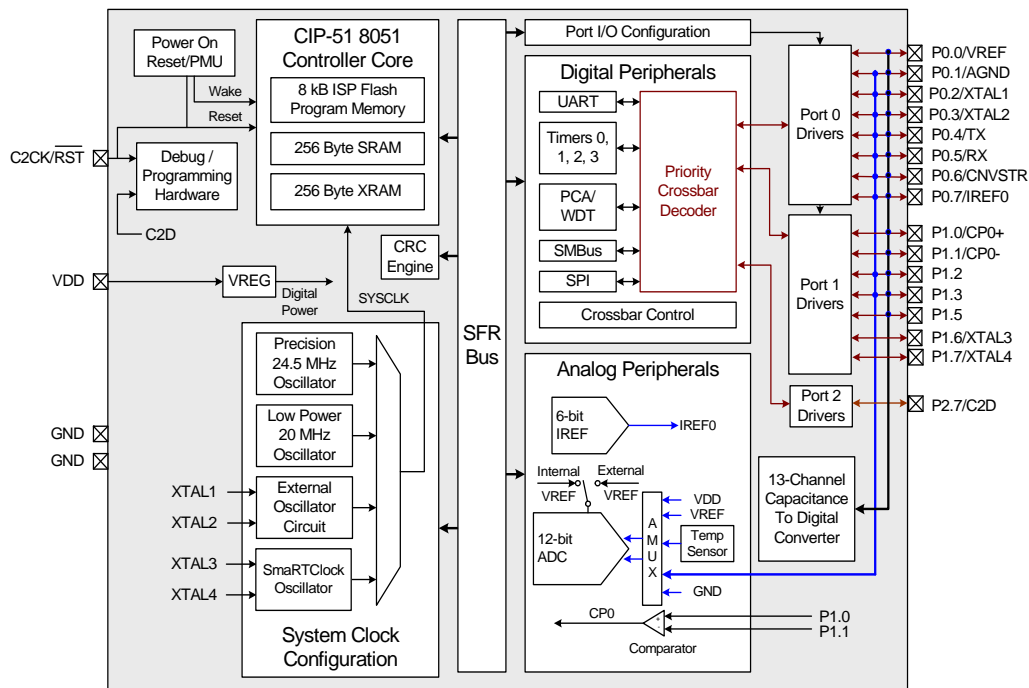 Power On
Reset/PMU
Wake
Reset
C2CK/RST
Debug /
Programming
Hardware
C2D
VDD
VREG
Digital
Power
GND
GND
CIP-51 8051
Controller Core
8 kB ISP Flash
Program Memory
256 Byte SRAM
256 Byte XRAM
CRC
Engine
SYSCLK
Precision
24.5 MHz
Oscillator
Low Power
20 MHz
Oscillator
XTAL1
XTAL2
External
Oscillator
Circuit
XTAL3
XTAL4
SmaRTClock
Oscillator
System Clock
Configuration
SFR
Bus
Port I/O Configuration
Digital Peripherals
UART
Timers 0,
1, 2, 3
PCA/
WDT
SMBus
SPI
Priority
Crossbar
Decoder
Crossbar Control
Analog Peripherals
6-bit
IREF
IREF0
Internal
VREF
External
VREF
12-bit
ADC
A
M
U
X
VDD
VREF
Temp
Sensor
GND
CP0
+
-
Comparator
P1.0
P1.1
Port 0
Drivers
Port 1
Drivers
Port 2
Drivers
13-Channel
Capacitance
To Digital
Converter
P0.0/VREF
P0.1/AGND
P0.2/XTAL1
P0.3/XTAL2
P0.4/TX
P0.5/RX
P0.6/CNVSTR
P0.7/IREF0
P1.0/CP0+
P1.1/CP0-
P1.2
P1.3
P1.5
P1.6/XTAL3
P1.7/XTAL4
P2.7/C2D